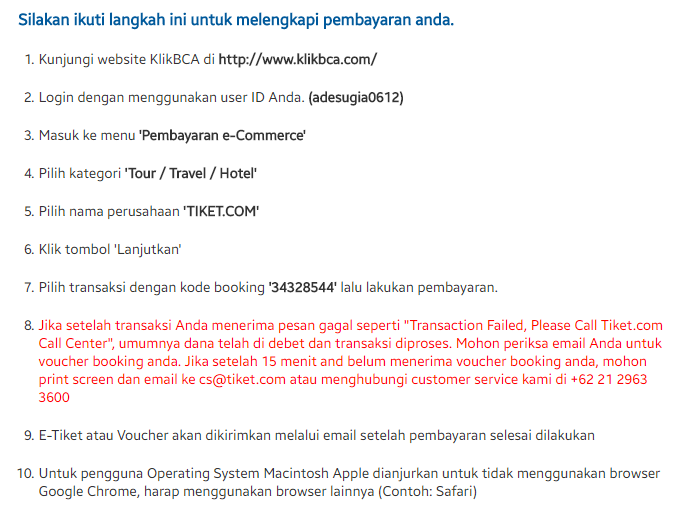 Silakan ikuti langkah ini untuk melengkapi pembayaran anda.
1. Kunjungi website KlikBCA di http://www.klikbca.com/
2. Login dengan menggunakan user ID Anda. (adesugia0612)
3. Masuk ke menu 'Pembayaran e-Commerce'
4. Pilih kategori 'Tour / Travel / Hotel'
5. Pilih nama perusahaan 'TIKET.COM'
6. Klik tombol 'Lanjutkan'
7. Pilih transaksi dengan kode booking '34328544' lalu lakukan pembayaran.
8. Jika setelah transaksi Anda menerima pesan gagal seperti "Transaction Failed, Please Call Tiket.com
Call Center", umumnya dana telah di debet dan transaksi diproses. Mohon periksa email Anda untuk
voucher booking anda. Jika setelah 15 menit and belum menerima voucher booking anda, mohon
print screen dan email ke cs@tiket.com atau menghubungi customer service kami di +62 21 2963
3600
9. E-Tiket atau Voucher akan dikirimkan melalui email setelah pembayaran selesai dilakukan
10. Untuk pengguna Operating System Macintosh Apple dianjurkan untuk tidak menggunakan browser
Google Chrome, harap menggunakan browser lainnya (Contoh: Safari)